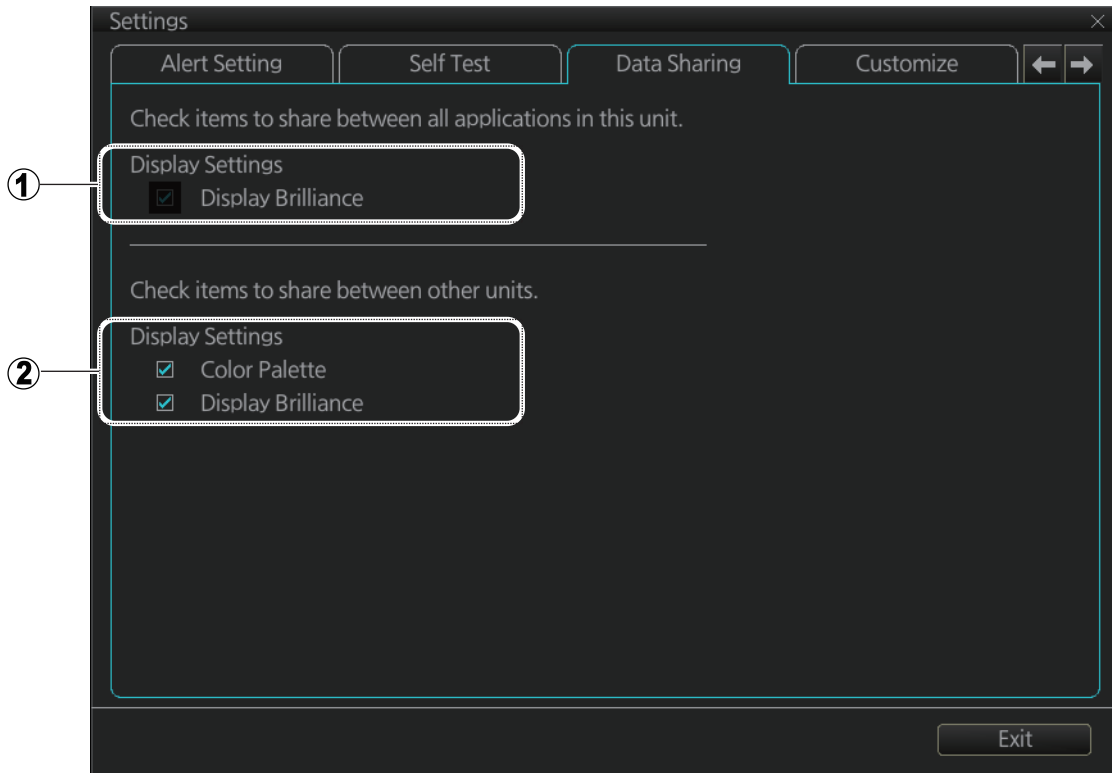 Settings
Alert Setting Self Test Data Sharing Customize
Check items to share between all applications in this unit.
1
Display Settings
Display Brilliance
Check items to share between other units.
Display Settings
2
Color Palette
Display Brilliance
Exit